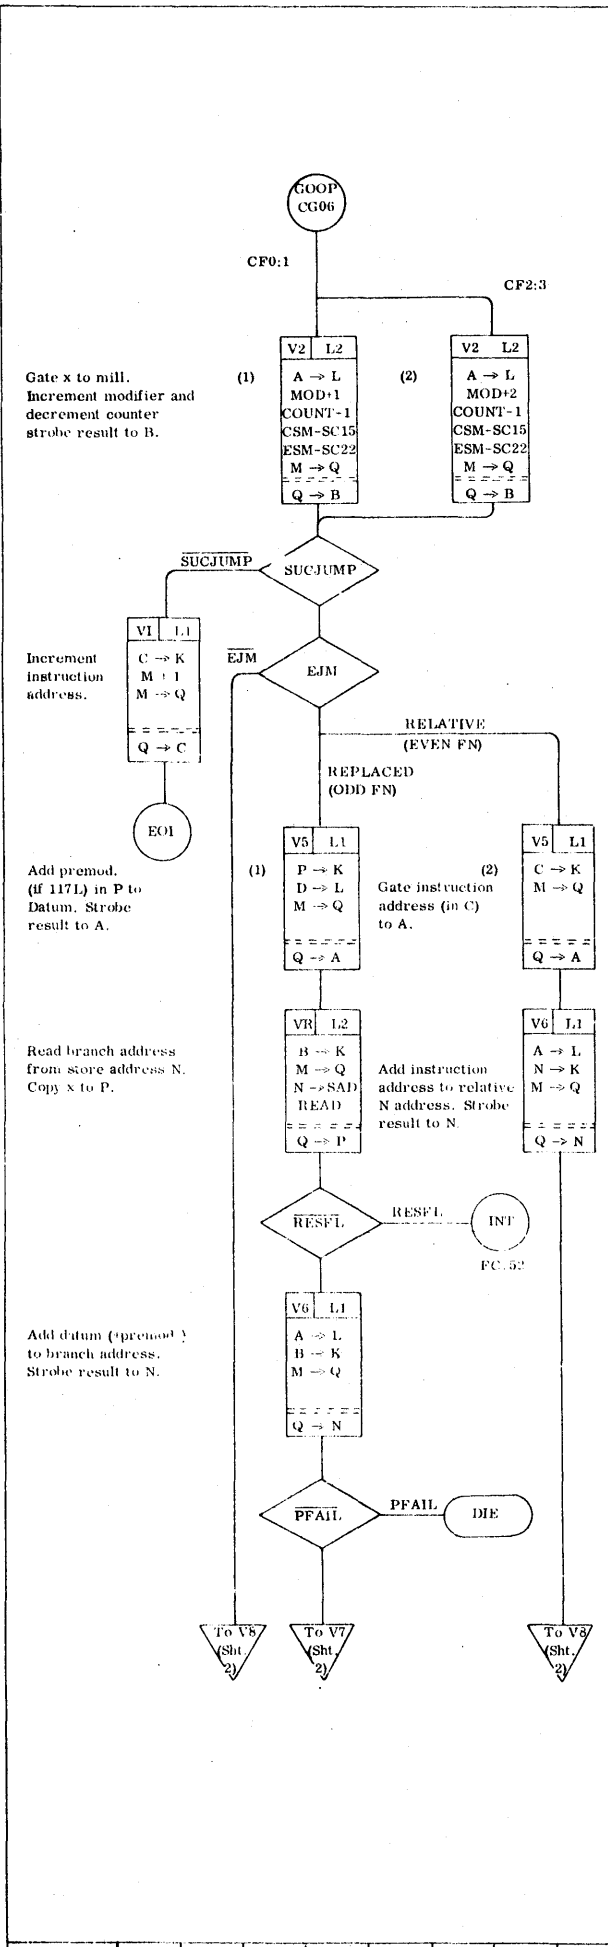 GOOP
CG06
CF0:1
CF2:3
Gate x to mill.
Increment modifier and
decrement counter
strobe result to B.
(1)
V2 L2
A → L
MOD+1
COUNT-1
CSM-SC15
ESM-SC22
M → Q
Q → B
(2)
V2 L2
A → L
MOD+2
COUNT-1
CSM-SC15
ESM-SC22
M → Q
Q → B
SUCJUMP
SUCJUMP
Increment
instruction
address.
VI L1
C → K
M + 1
M → Q
Q → C
EOI
EJM
EJM
RELATIVE
(EVEN FN)
REPLACED
(ODD FN)
Add premod.
(if 117L) in P to
Datum. Strobe
result to A.
(1)
V5 L1
P → K
D → L
M → Q
Q → A
(2)
Gate instruction
address (in C)
to A.
V5 L1
C → K
M → Q
Q → A
Read branch address
from store address N.
Copy x to P.
VR L2
B → K
M → Q
N → SAD
READ
Q → P
Add instruction
address to relative
N address. Strobe
result to N.
V6 L1
A → L
N → K
M → Q
Q → N
RESFL
RESFL
INT
FC.52
Add datum (+premod.)
to branch address.
Strobe result to N.
V6 L1
A → L
B → K
M → Q
Q → N
PFAIL
PFAIL
DIE
To V8
(Sht.
2)
To V7
(Sht.
2)
To V8
(Sht.
2)